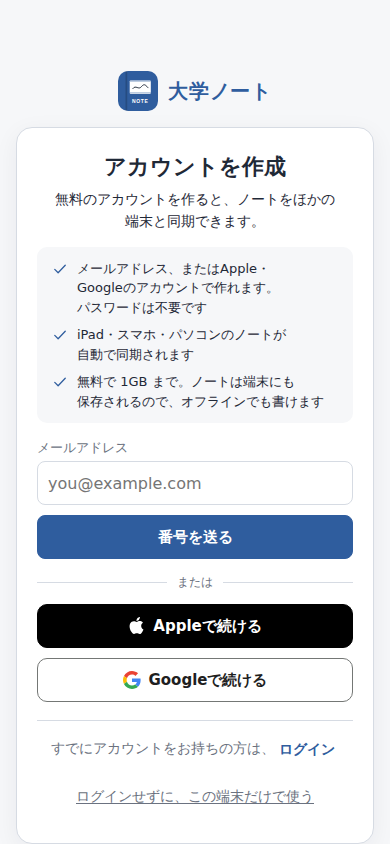 NOTE
大学ノート
アカウントを作成
無料のアカウントを作ると、ノートをほかの
端末と同期できます。
メールアドレス、またはApple・
Googleのアカウントで作れます。
パスワードは不要です
iPad・スマホ・パソコンのノートが
自動で同期されます
無料で 1GB まで。ノートは端末にも
保存されるので、オフラインでも書けます
メールアドレス
you@example.com
番号を送る
または
Appleで続ける
Googleで続ける
すでにアカウントをお持ちの方は、 ログイン
ログインせずに、この端末だけで使う